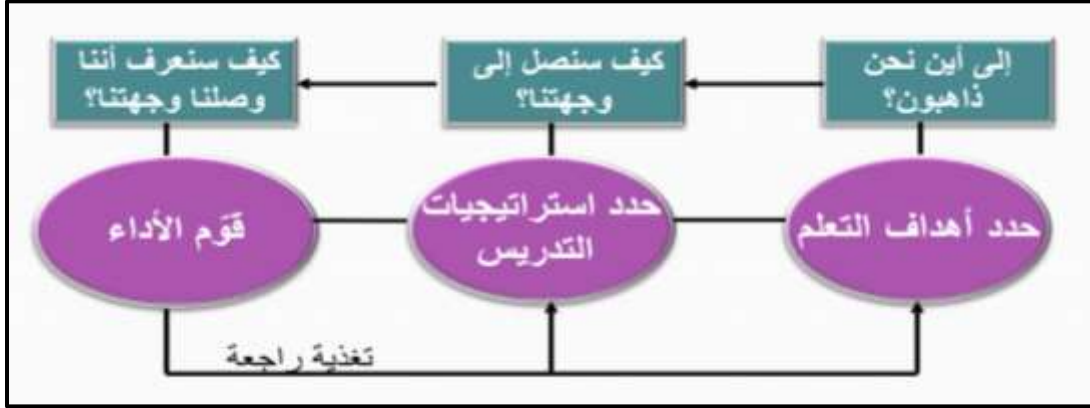 إلى أين نحن
ذاهبون؟
كيف سنصل إلى
وجهتنا؟
كيف سنعرف أننا
وصلنا وجهتنا؟
حدد أهداف التعلم
حدد استراتيجيات
التدريس
قوّم الأداء
تغذية راجعة